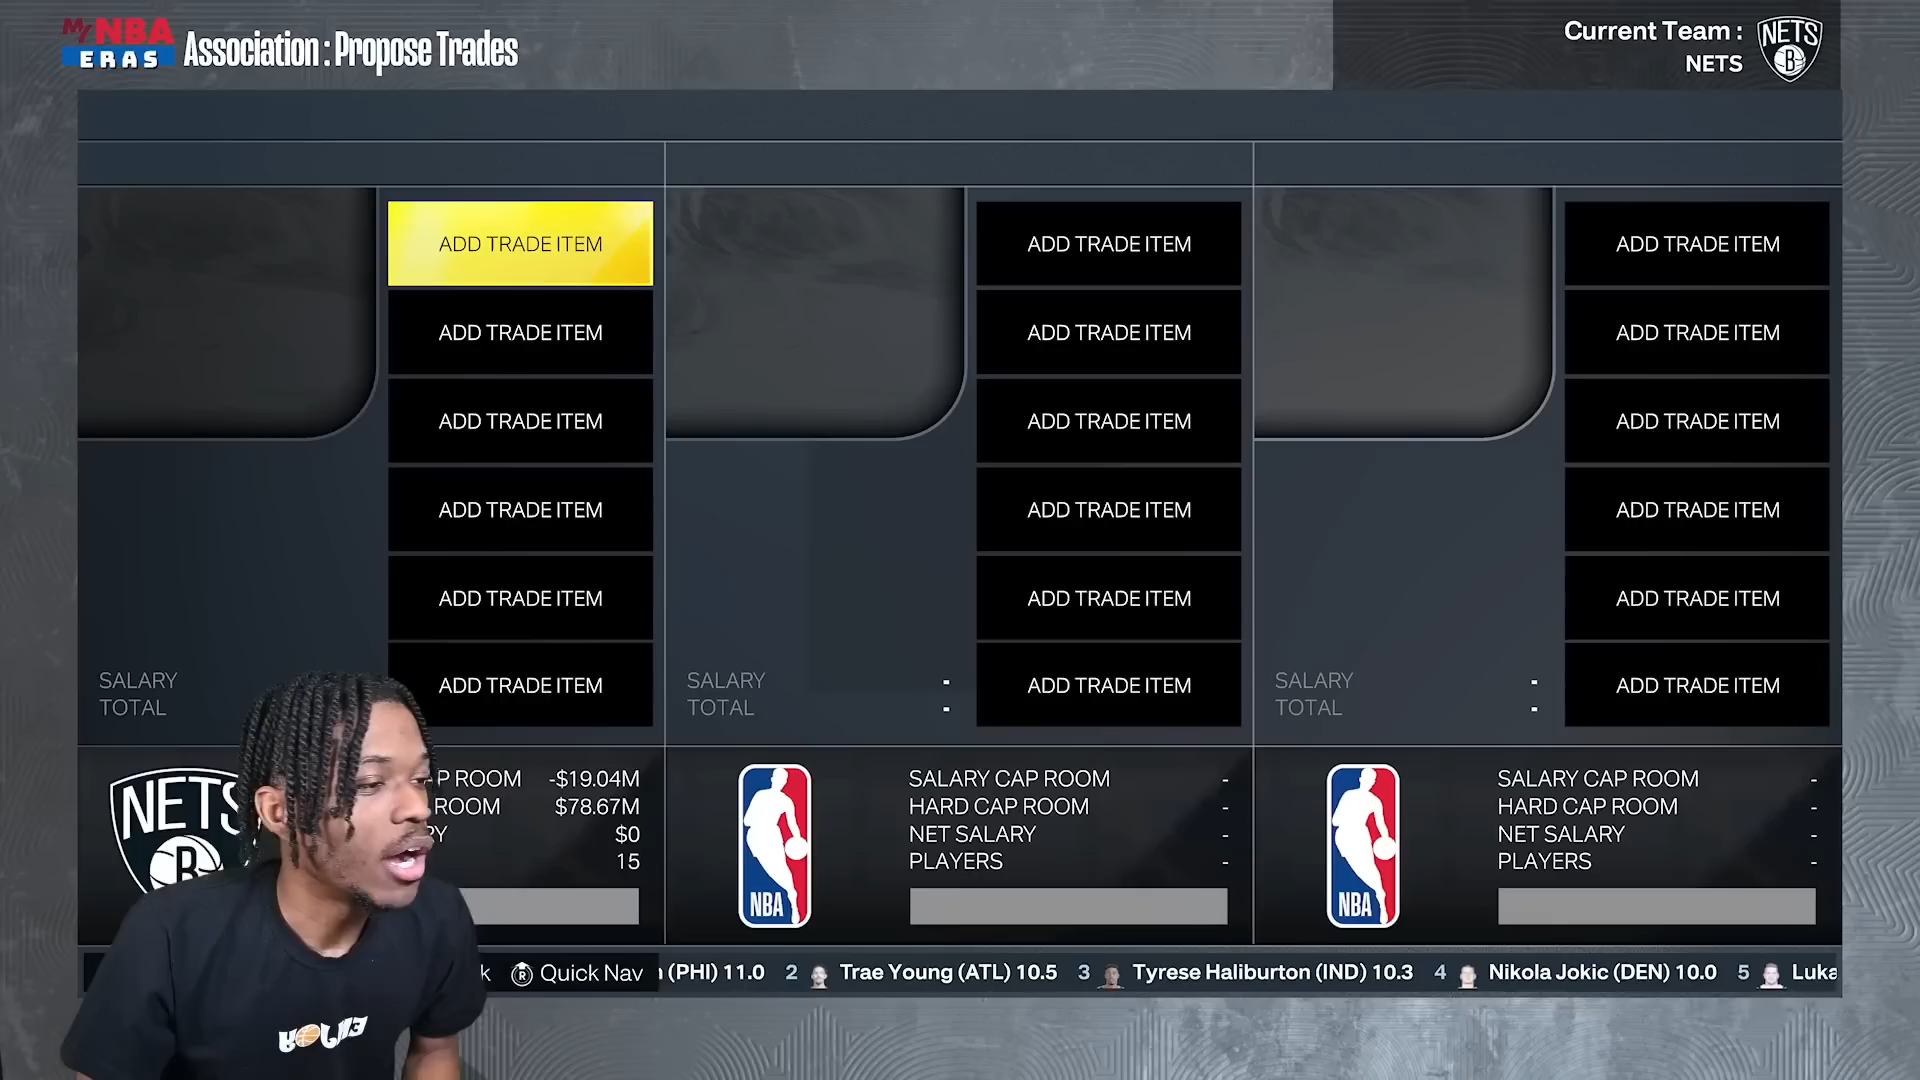 My NBA ERAS Association : Propose Trades
Current Team :
NETS
NETS
B
ADD TRADE ITEM ADD TRADE ITEM ADD TRADE ITEM
ADD TRADE ITEM ADD TRADE ITEM ADD TRADE ITEM
ADD TRADE ITEM ADD TRADE ITEM ADD TRADE ITEM
ADD TRADE ITEM ADD TRADE ITEM ADD TRADE ITEM
ADD TRADE ITEM ADD TRADE ITEM ADD TRADE ITEM
ADD TRADE ITEM ADD TRADE ITEM ADD TRADE ITEM
SALARY SALARY - SALARY -
TOTAL TOTAL - TOTAL -
NETS
B
P ROOM -$19.04M
ROOM $78.67M
RY $0
15
NBA
SALARY CAP ROOM -
HARD CAP ROOM -
NET SALARY -
PLAYERS -
NBA
SALARY CAP ROOM -
HARD CAP ROOM -
NET SALARY -
PLAYERS -
k R Quick Nav (PHI) 11.0 2 Trae Young (ATL) 10.5 3 Tyrese Haliburton (IND) 10.3 4 Nikola Jokic (DEN) 10.0 5 Luka